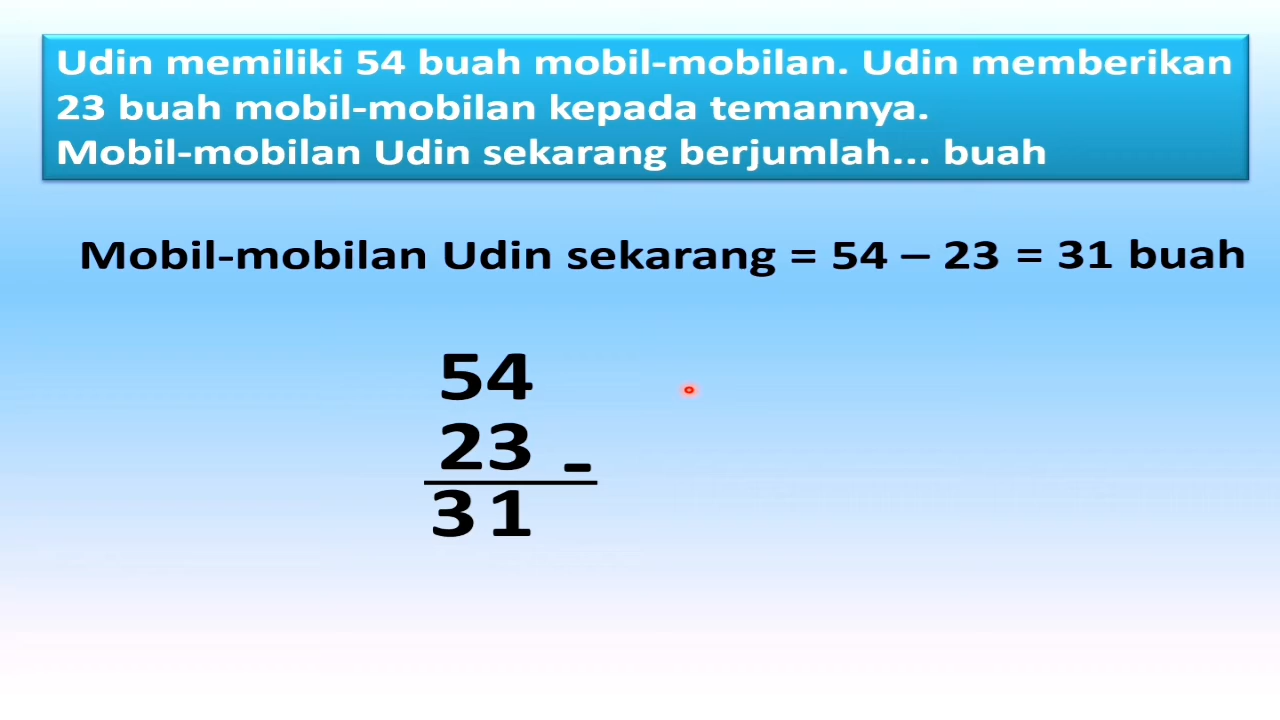 Udin memiliki 54 buah mobil-mobilan. Udin memberikan
23 buah mobil-mobilan kepada temannya.
Mobil-mobilan Udin sekarang berjumlah... buah
Mobil-mobilan Udin sekarang = 54 – 23 = 31 buah
54
23 -
31